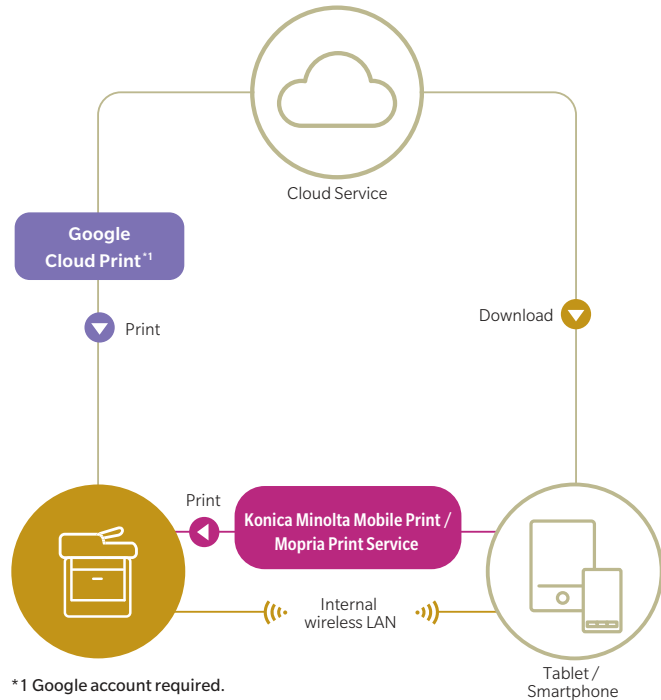 Cloud Service
Google
Cloud Print*1
Print
Download
Print
Konica Minolta Mobile Print /
Mopria Print Service
Internal
wireless LAN
Tablet /
Smartphone
*1 Google account required.